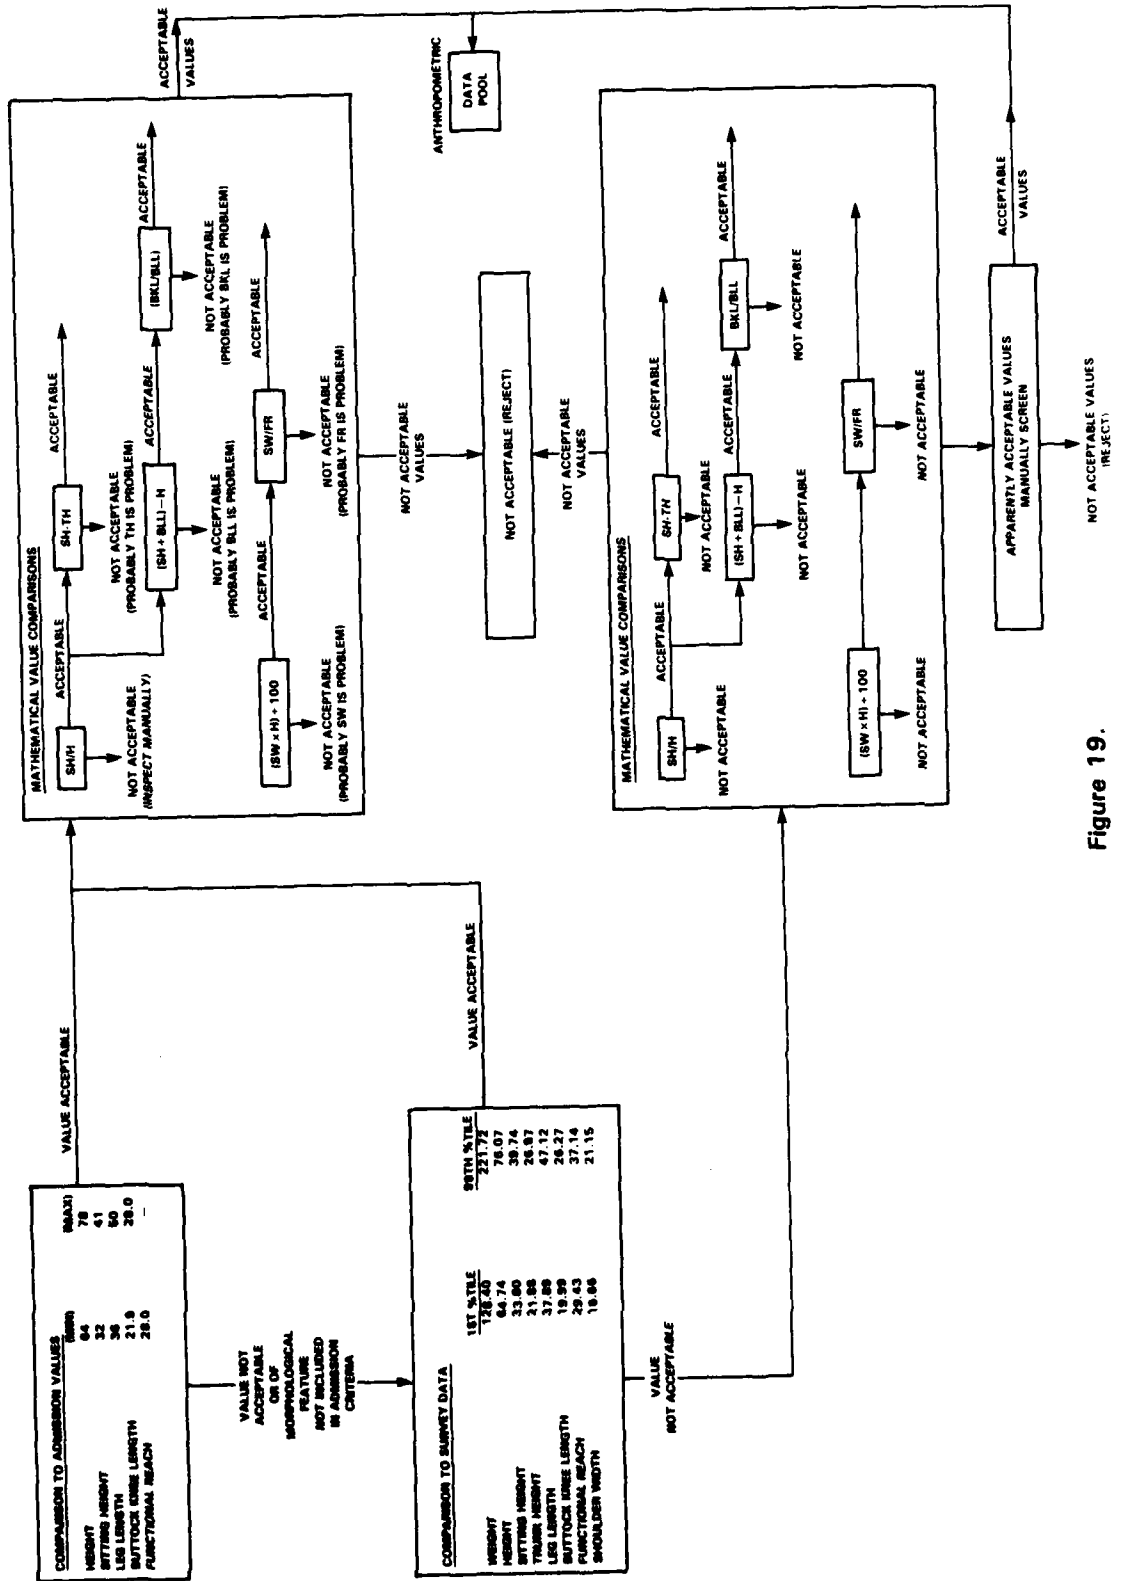 COMPARISON TO ADMISSION VALUES
(MIN) (MAX)
HEIGHT 64 78
SITTING HEIGHT 32 41
LEG LENGTH 36 50
BUTTOCK KNEE LENGTH 21.9 28.0
FUNCTIONAL REACH 28.0 —
VALUE ACCEPTABLE
VALUE NOT
ACCEPTABLE
OR OF
MORPHOLOGICAL
FEATURE
NOT INCLUDED
IN ADMISSION
CRITERIA
COMPARISON TO SURVEY DATA
1ST %TILE 99TH %TILE
WEIGHT 128.40 221.72
HEIGHT 64.74 76.07
SITTING HEIGHT 33.80 39.74
TRUNK HEIGHT 26.97
LEG LENGTH 47.12
BUTTOCK KNEE LENGTH 19.99 26.27
FUNCTIONAL REACH 29.43 37.14
SHOULDER WIDTH 21.15
VALUE ACCEPTABLE
VALUE
NOT ACCEPTABLE
MATHEMATICAL VALUE COMPARISONS
SH/H
ACCEPTABLE
SH-TH
ACCEPTABLE
NOT ACCEPTABLE
(INSPECT MANUALLY)
NOT ACCEPTABLE
(PROBABLY TH IS PROBLEM)
(SH + BLL) – H
ACCEPTABLE
(BKL/BLL)
ACCEPTABLE
NOT ACCEPTABLE
(PROBABLY BLL IS PROBLEM)
NOT ACCEPTABLE
(PROBABLY BKL IS PROBLEM)
(SW x H) ÷ 100
ACCEPTABLE
SW/FR
ACCEPTABLE
NOT ACCEPTABLE
(PROBABLY SW IS PROBLEM)
NOT ACCEPTABLE
(PROBABLY FR IS PROBLEM)
ACCEPTABLE
VALUES
ANTHROPOMETRIC
DATA
POOL
NOT ACCEPTABLE
VALUES
NOT ACCEPTABLE (REJECT)
NOT ACCEPTABLE
VALUES
MATHEMATICAL VALUE COMPARISONS
SH/H
ACCEPTABLE
SH-TH
ACCEPTABLE
NOT ACCEPTABLE
NOT ACCEPTABLE
(SH + BLL) – H
ACCEPTABLE
BKL/BLL
ACCEPTABLE
NOT ACCEPTABLE
NOT ACCEPTABLE
(SW x H) ÷ 100
SW/FR
NOT ACCEPTABLE
NOT ACCEPTABLE
APPARENTLY ACCEPTABLE VALUES
MANUALLY SCREEN
ACCEPTABLE
VALUES
NOT ACCEPTABLE VALUES
(REJECT)
Figure 19.